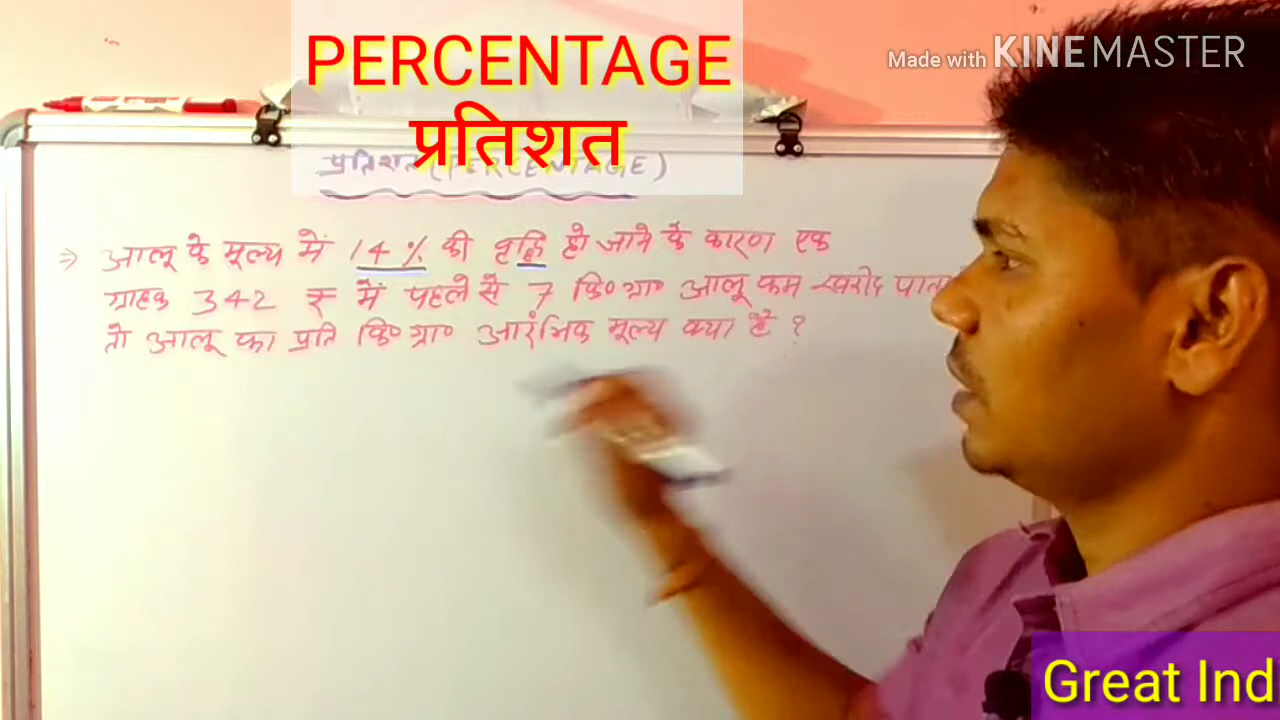 PERCENTAGE
प्रतिशत
Made with KINEMASTER
प्रतिशत (PERCENTAGE)
⇒ आलू के मूल्य में 14% की वृद्धि हो जाने के कारण एक
ग्राहक 342 रु में पहले से 7 कि॰ग्रा॰ आलू कम खरीद
तो आलू का प्रति कि॰ग्रा॰ आरंभिक मूल्य क्या है ?
Great Ind